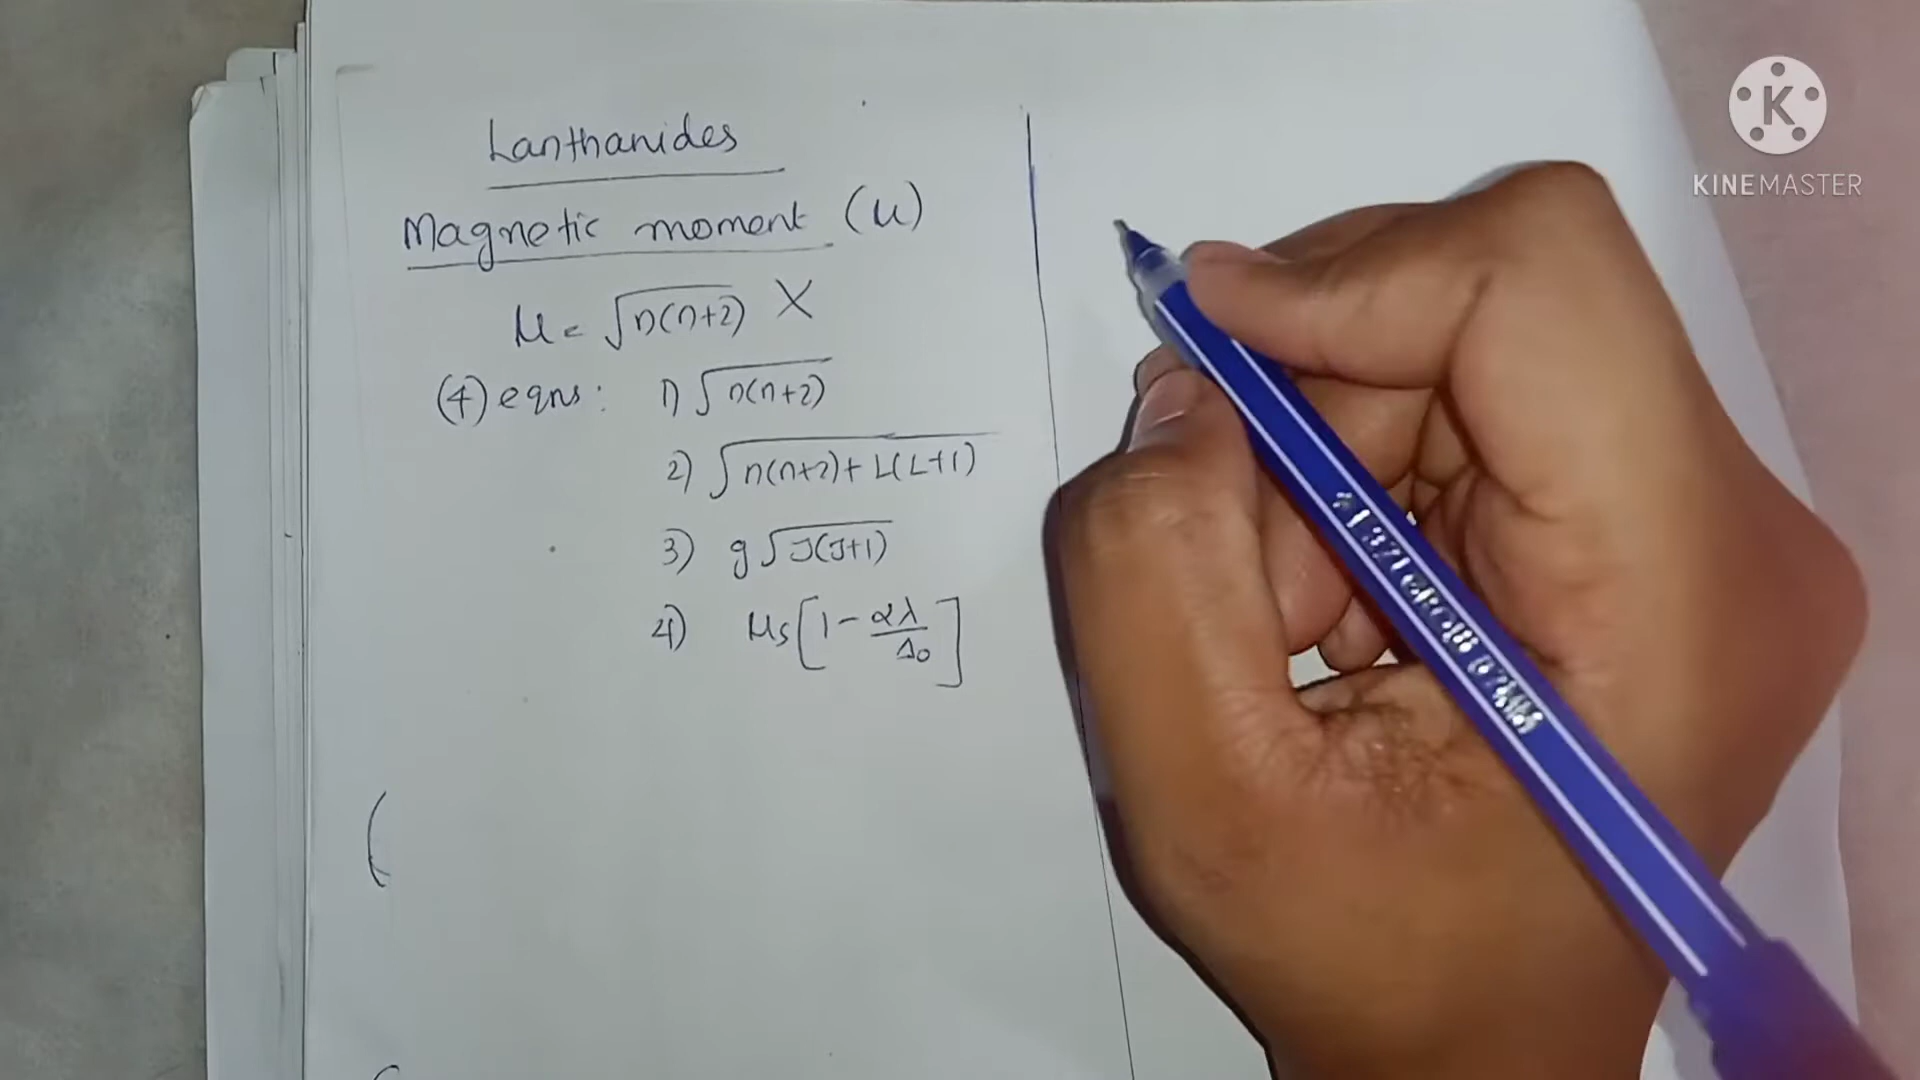 Lanthanides
Magnetic moment (μ)
μ = √n(n+2) X
(4) eqns : 1) √n(n+2)
2) √n(n+2)+L(L+1)
3) g√J(J+1)
4) μs[1-αλ/Δ₀]
K
KINEMASTER